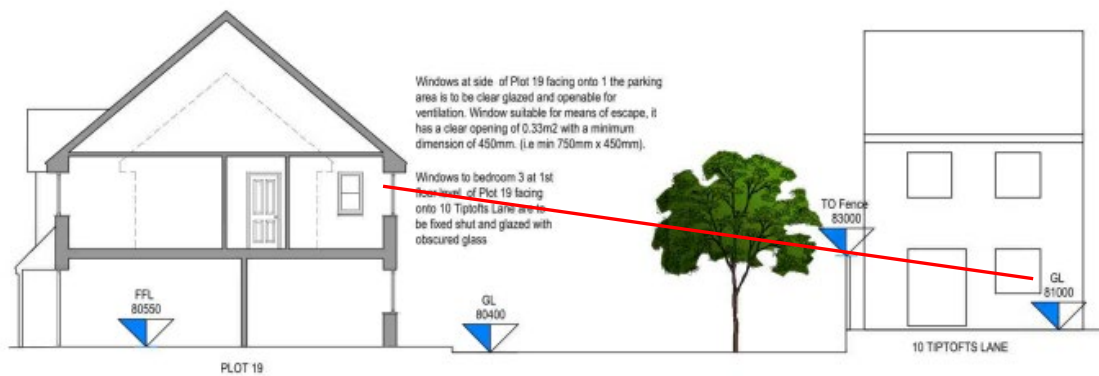 Windows at side of Plot 19 facing onto 1 the parking
area is to be clear glazed and openable for
ventilation. Window suitable for means of escape, it
has a clear opening of 0.33m2 with a minimum
dimension of 450mm. (i.e min 750mm x 450mm).
Windows to bedroom 3 at 1st
floor level of Plot 19 facing
onto 10 Tiptofts Lane are to
be fixed shut and glazed with
obscured glass
TO Fence
83000
FFL
80550
GL
80400
GL
81000
PLOT 19
10 TIPTOFTS LANE